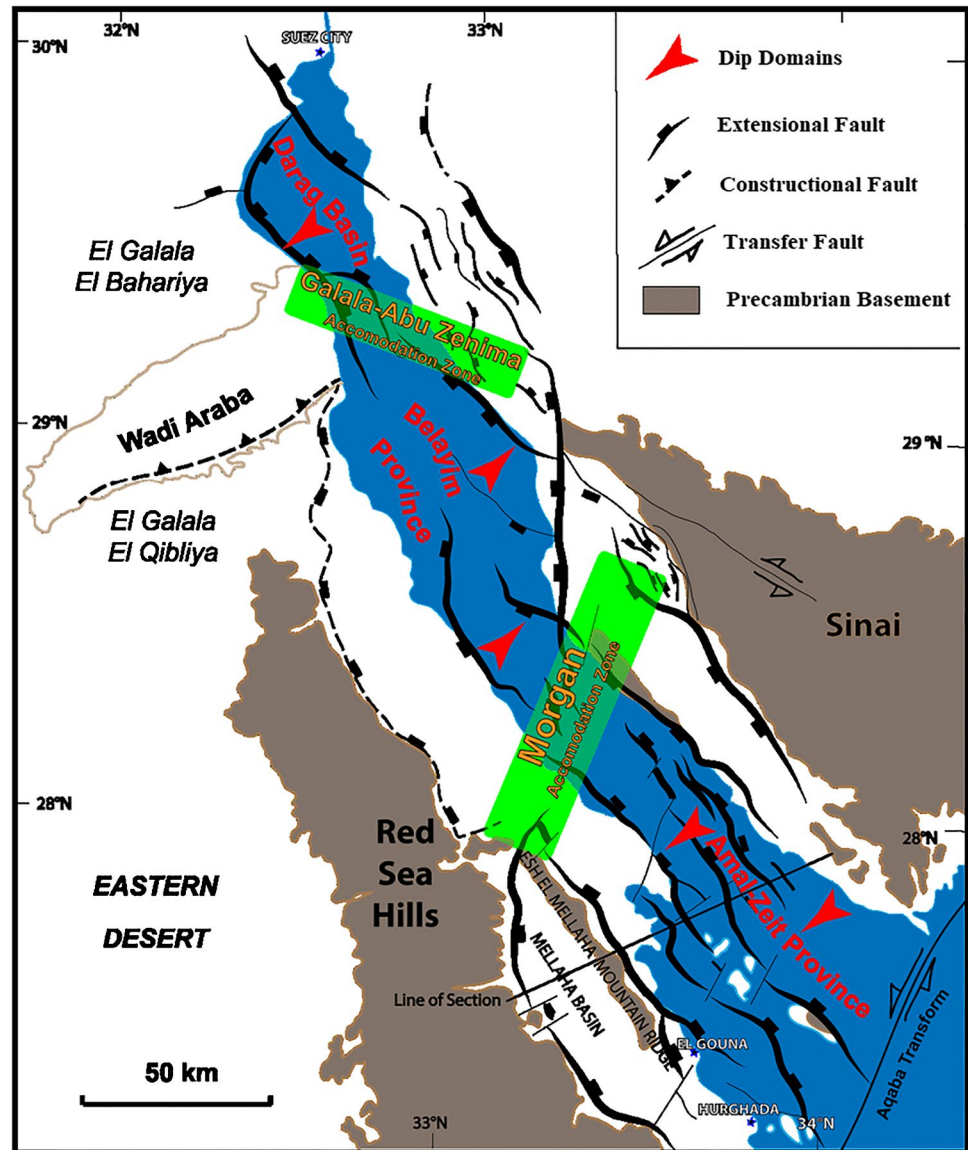 32°N
33°N
30°N
SUEZ CITY
Dip Domains
Extensional Fault
Constructional Fault
Transfer Fault
Precambrian Basement
Darag Basin
El Galala
El Bahariya
Galala-Abu Zenima
Accomodation Zone
29°N
29°N
Wadi Araba
Belayim
Province
El Galala
El Qibliya
Sinai
Morgan
Accomodation Zone
28°N
28°N
Red
Sea
Hills
EASTERN
DESERT
ESH EL MELLAHA MOUNTAIN RIDGE
MELLAHA BASIN
Amal-Zeit Province
Line of Section
EL GOUNA
Aqaba Transform
50 km
HURGHADA
33°N
34°N